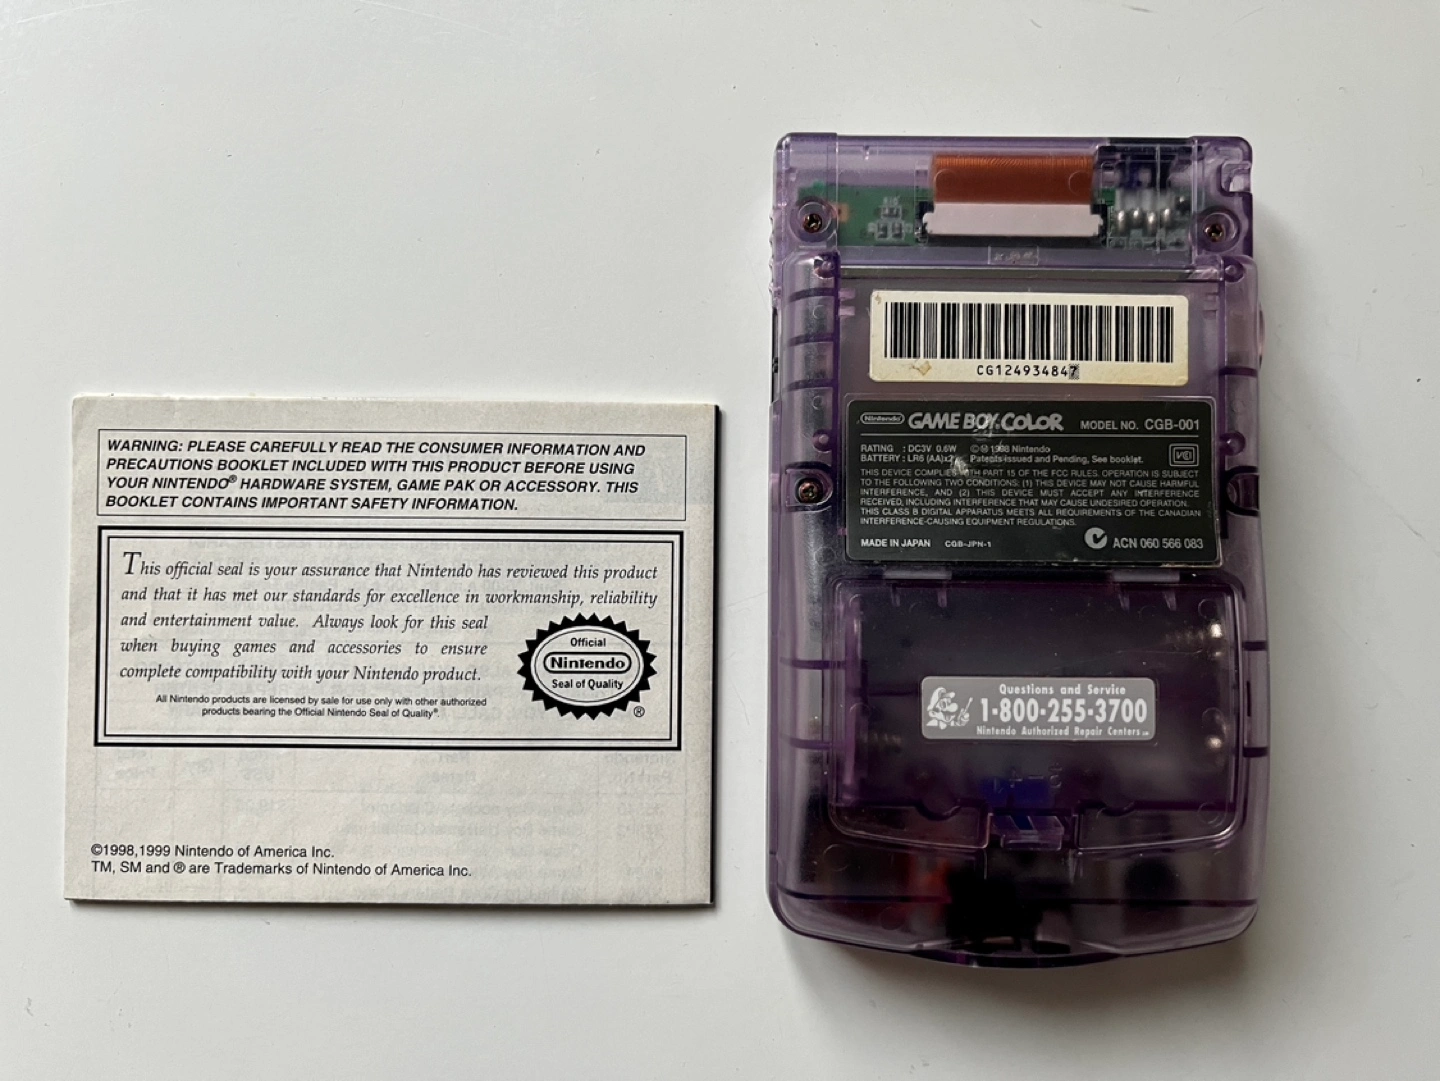 WARNING: PLEASE CAREFULLY READ THE CONSUMER INFORMATION AND
PRECAUTIONS BOOKLET INCLUDED WITH THIS PRODUCT BEFORE USING
YOUR NINTENDO® HARDWARE SYSTEM, GAME PAK OR ACCESSORY. THIS
BOOKLET CONTAINS IMPORTANT SAFETY INFORMATION.
This official seal is your assurance that Nintendo has reviewed this product
and that it has met our standards for excellence in workmanship, reliability
and entertainment value. Always look for this seal
when buying games and accessories to ensure
complete compatibility with your Nintendo product.
All Nintendo products are licensed by sale for use only with other authorized
products bearing the Official Nintendo Seal of Quality®.
Official
Nintendo
Seal of Quality
®
©1998,1999 Nintendo of America Inc.
TM, SM and ® are Trademarks of Nintendo of America Inc.
CG124934847
Nintendo GAME BOY COLOR MODEL NO. CGB-001
RATING : DC3V 0.6W ©1998 Nintendo
BATTERY : LR6 (AA)x2 Patents issued and Pending, See booklet.
THIS DEVICE COMPLIES WITH PART 15 OF THE FCC RULES. OPERATION IS SUBJECT
TO THE FOLLOWING TWO CONDITIONS: (1) THIS DEVICE MAY NOT CAUSE HARMFUL
INTERFERENCE, AND (2) THIS DEVICE MUST ACCEPT ANY INTERFERENCE
RECEIVED, INCLUDING INTERFERENCE THAT MAY CAUSE UNDESIRED OPERATION.
THIS CLASS B DIGITAL APPARATUS MEETS ALL REQUIREMENTS OF THE CANADIAN
INTERFERENCE-CAUSING EQUIPMENT REGULATIONS.
MADE IN JAPAN CGB-JPN-1 ACN 060 566 083
Questions and Service
1-800-255-3700
Nintendo Authorized Repair Centers